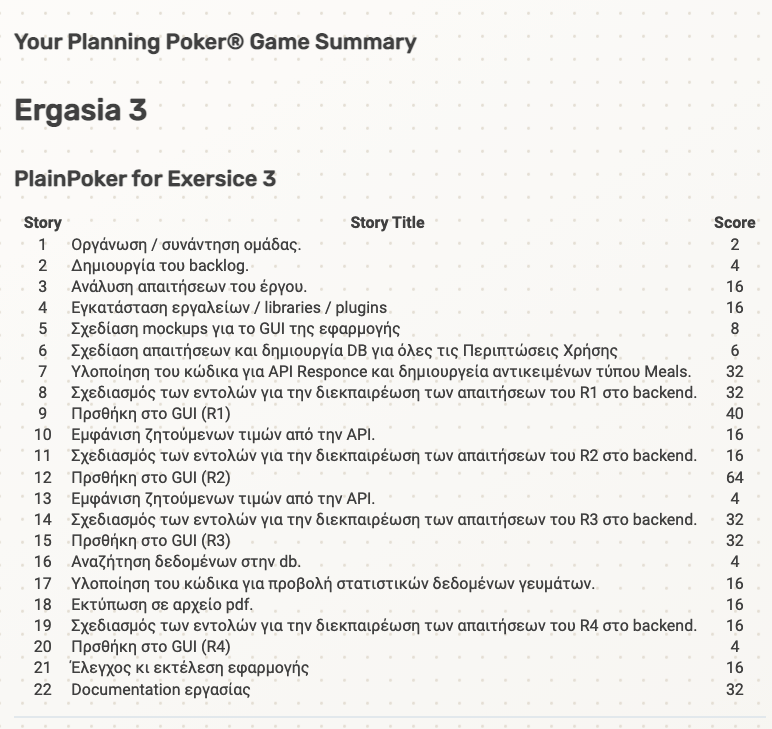 Your Planning Poker® Game Summary
Ergasia 3
PlainPoker for Exersice 3
Story Story Title Score
1 Οργάνωση / συνάντηση ομάδας. 2
2 Δημιουργία του backlog. 4
3 Ανάλυση απαιτήσεων του έργου. 16
4 Εγκατάσταση εργαλείων / libraries / plugins 16
5 Σχεδίαση mockups για το GUI της εφαρμογής 8
6 Σχεδίαση απαιτήσεων και δημιουργία DB για όλες τις Περιπτώσεις Χρήσης 6
7 Υλοποίηση του κώδικα για API Responce και δημιουργεία αντικειμένων τύπου Meals. 32
8 Σχεδιασμός των εντολών για την διεκπαιρέωση των απαιτήσεων του R1 στο backend. 32
9 Πρσθήκη στο GUI (R1) 40
10 Εμφάνιση ζητούμενων τιμών από την API. 16
11 Σχεδιασμός των εντολών για την διεκπαιρέωση των απαιτήσεων του R2 στο backend. 16
12 Πρσθήκη στο GUI (R2) 64
13 Εμφάνιση ζητούμενων τιμών από την API. 4
14 Σχεδιασμός των εντολών για την διεκπαιρέωση των απαιτήσεων του R3 στο backend. 32
15 Πρσθήκη στο GUI (R3) 32
16 Αναζήτηση δεδομένων στην db. 4
17 Υλοποίηση του κώδικα για προβολή στατιστικών δεδομένων γευμάτων. 16
18 Εκτύπωση σε αρχείο pdf. 16
19 Σχεδιασμός των εντολών για την διεκπαιρέωση των απαιτήσεων του R4 στο backend. 16
20 Πρσθήκη στο GUI (R4) 4
21 Έλεγχος κι εκτέλεση εφαρμογής 16
22 Documentation εργασίας 32